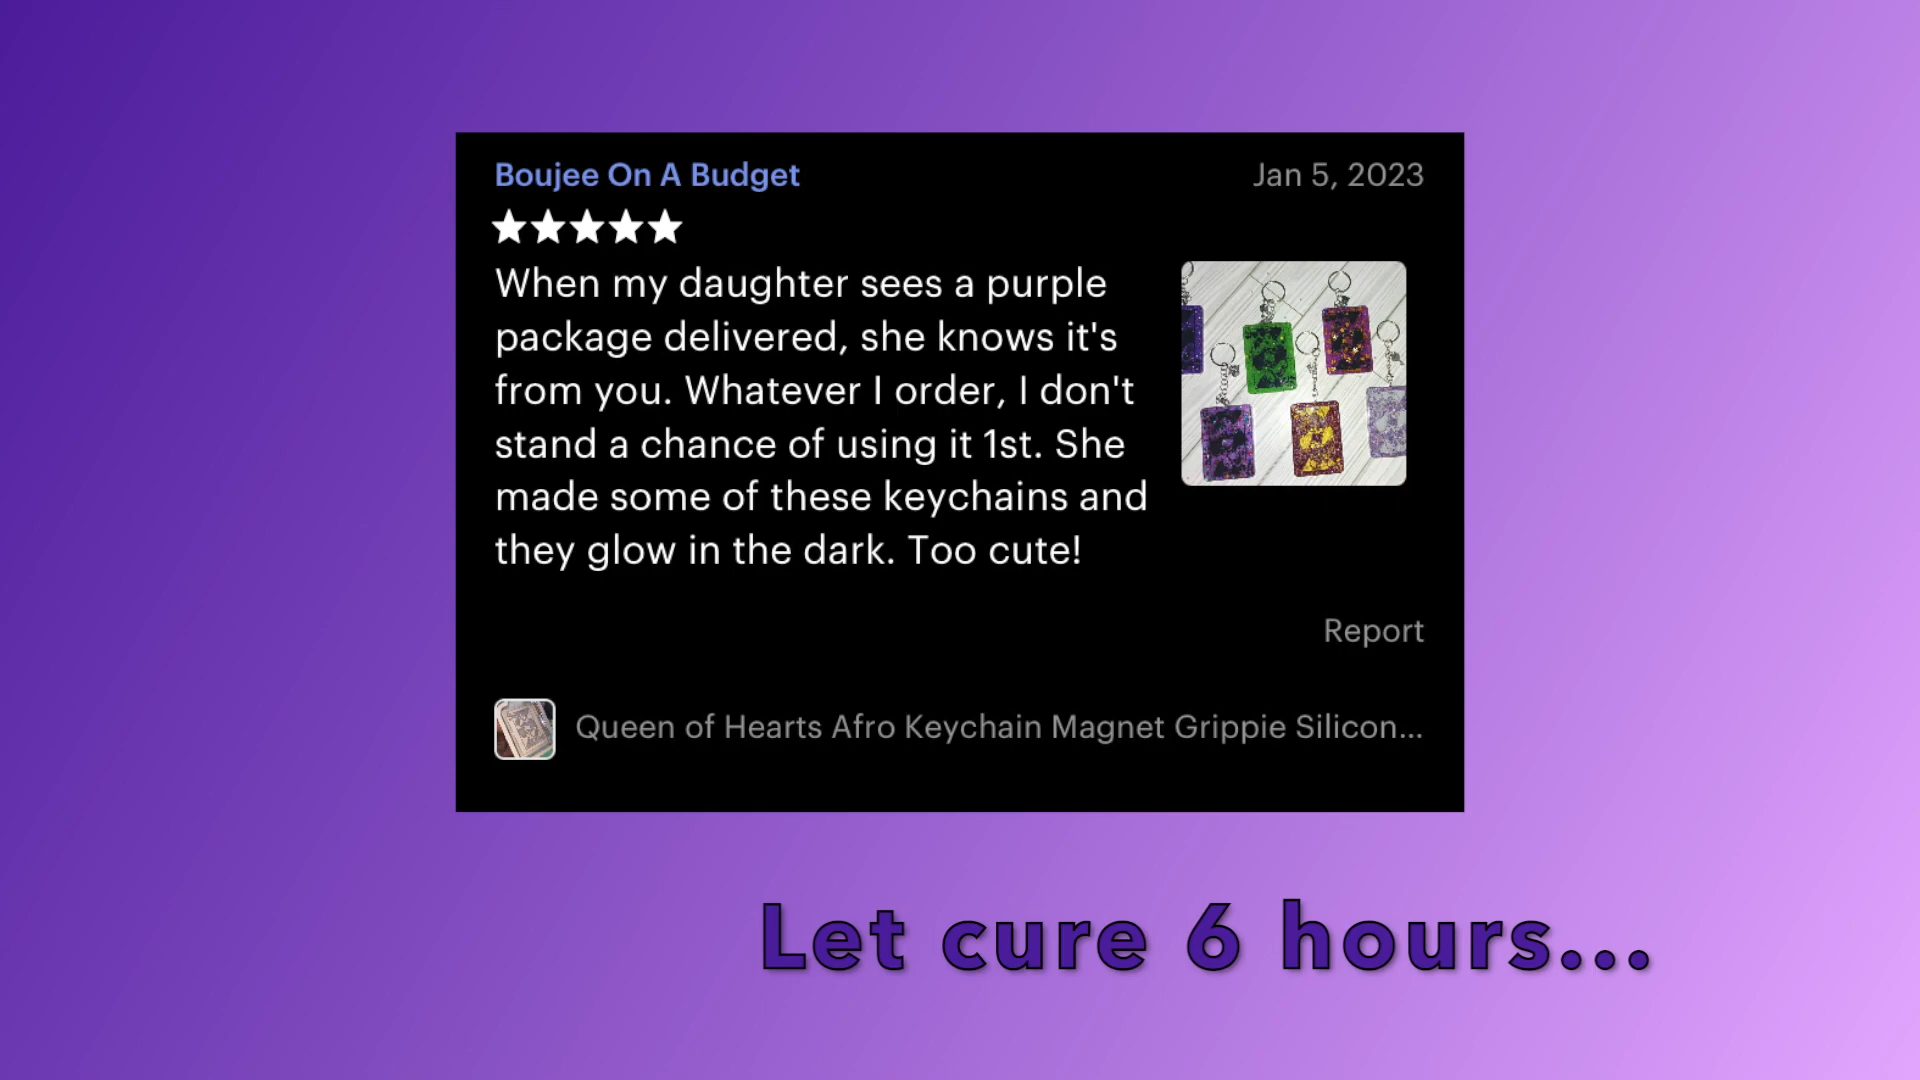 Boujee On A Budget
Jan 5, 2023
When my daughter sees a purple
package delivered, she knows it's
from you. Whatever I order, I don't
stand a chance of using it 1st. She
made some of these keychains and
they glow in the dark. Too cute!
Report
Queen of Hearts Afro Keychain Magnet Grippie Silicon...
Let cure 6 hours...